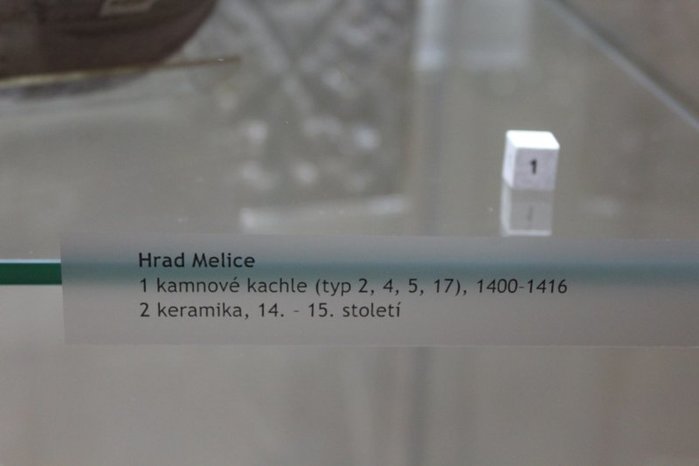 1
Hrad Melice
1 kamnové kachle (typ 2, 4, 5, 17), 1400-1416
2 keramika, 14. - 15. století